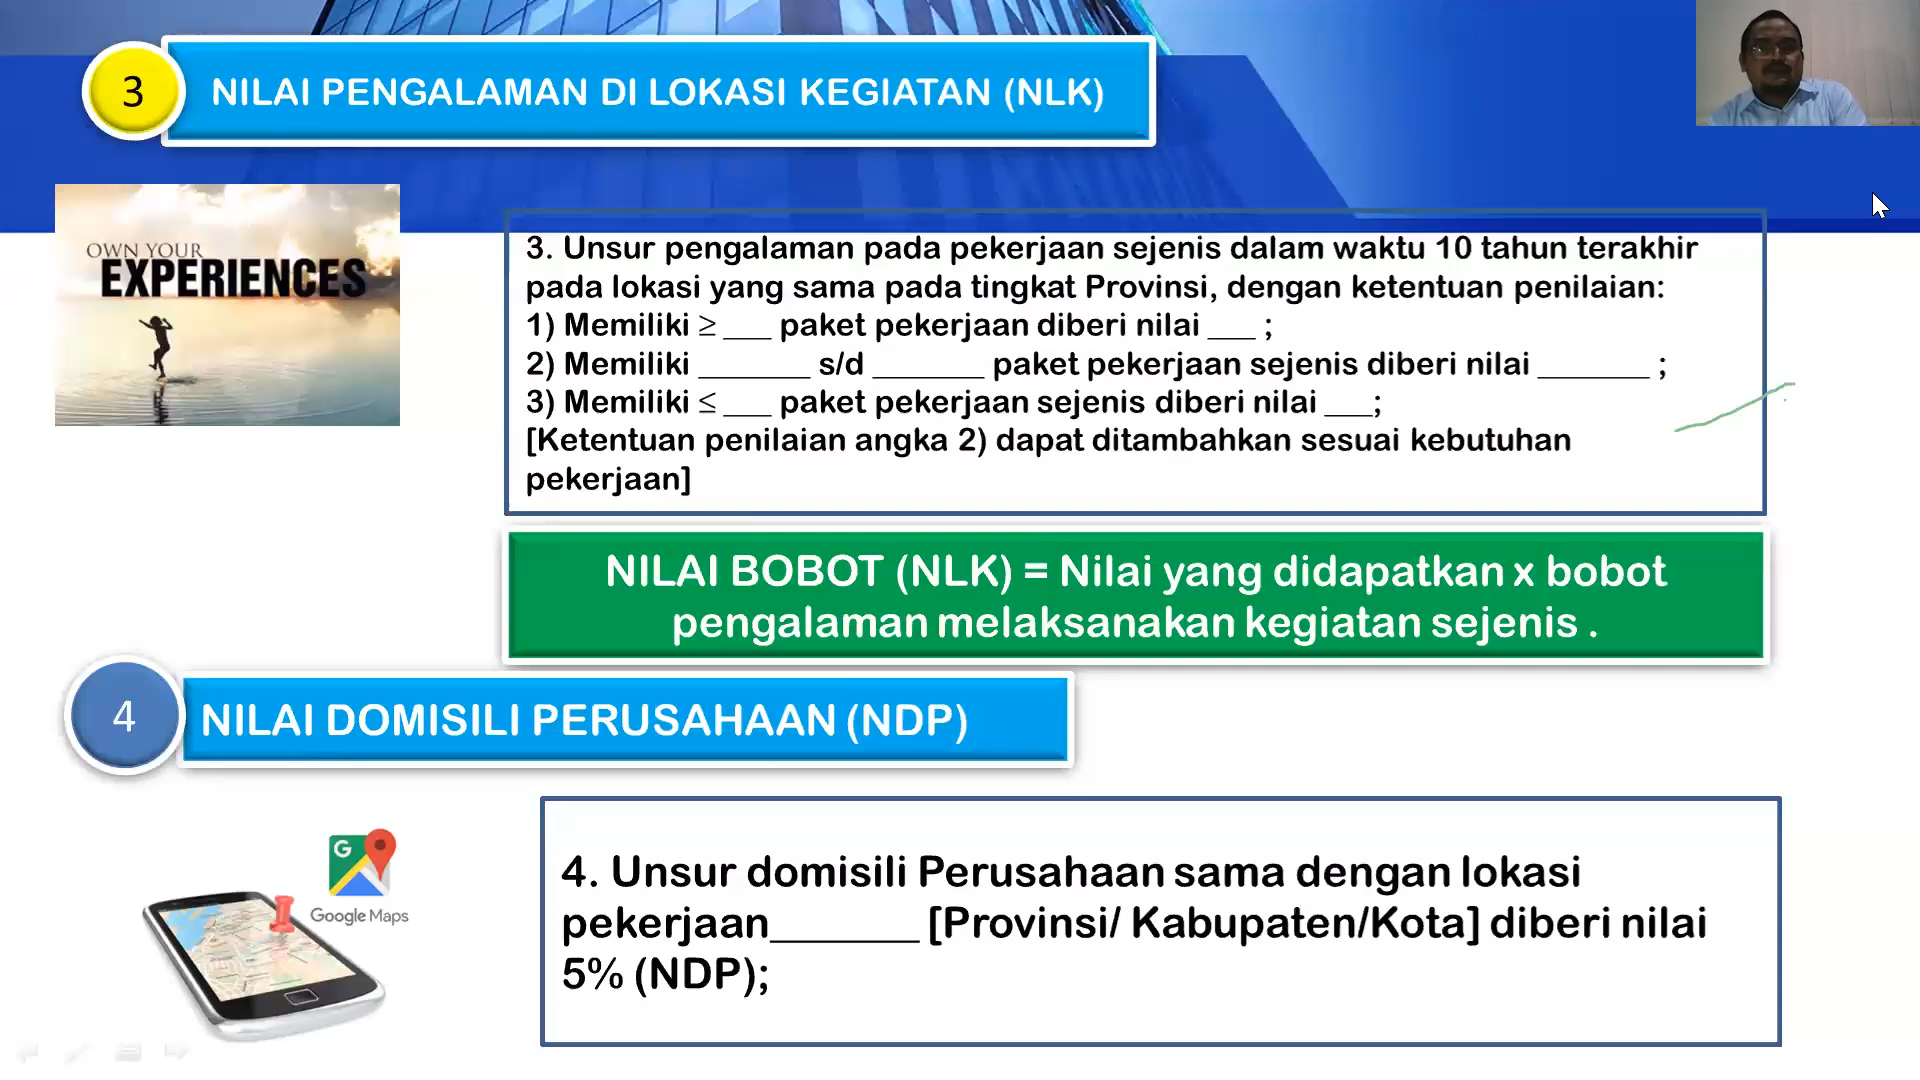 3
NILAI PENGALAMAN DI LOKASI KEGIATAN (NLK)
OWN YOUR
EXPERIENCES
3. Unsur pengalaman pada pekerjaan sejenis dalam waktu 10 tahun terakhir
pada lokasi yang sama pada tingkat Provinsi, dengan ketentuan penilaian:
1) Memiliki ≥ ___ paket pekerjaan diberi nilai ___ ;
2) Memiliki _______ s/d _______ paket pekerjaan sejenis diberi nilai _______ ;
3) Memiliki ≤ ___ paket pekerjaan sejenis diberi nilai ___;
[Ketentuan penilaian angka 2) dapat ditambahkan sesuai kebutuhan
pekerjaan]
NILAI BOBOT (NLK) = Nilai yang didapatkan x bobot
pengalaman melaksanakan kegiatan sejenis .
4
NILAI DOMISILI PERUSAHAAN (NDP)
G
Google Maps
4. Unsur domisili Perusahaan sama dengan lokasi
pekerjaan_______ [Provinsi/ Kabupaten/Kota] diberi nilai
5% (NDP);